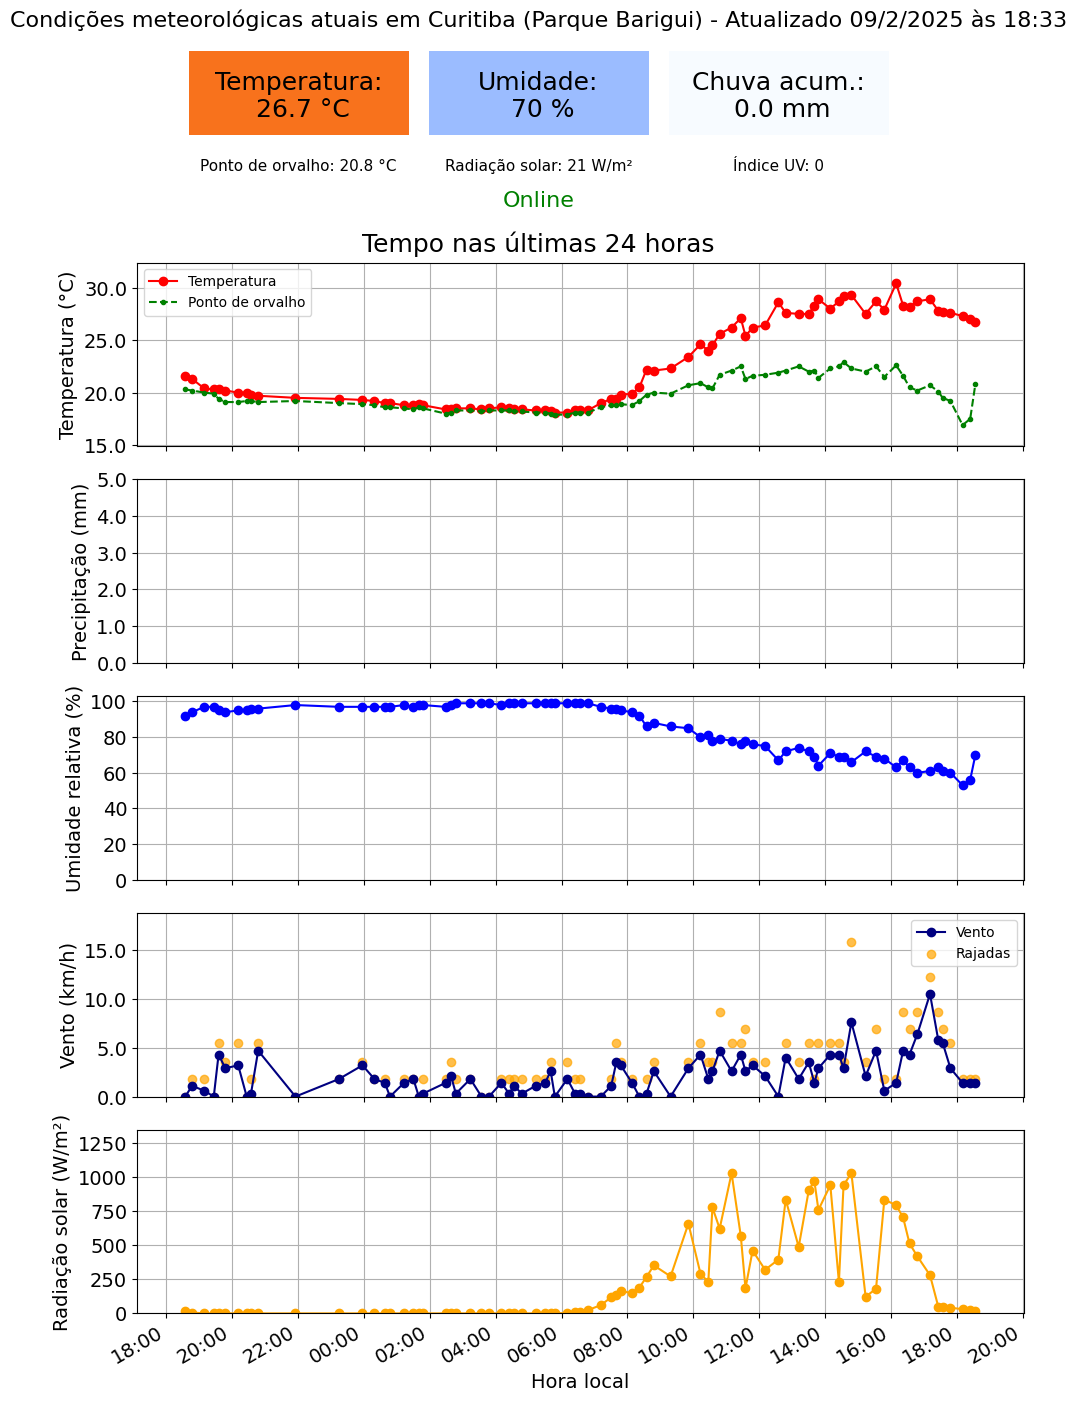 Condições meteorológicas atuais em Curitiba (Parque Barigui) - Atualizado 09/2/2025 às 18:33
Temperatura:
26.7 °C
Umidade:
70 %
Chuva acum.:
0.0 mm
Ponto de orvalho: 20.8 °C
Radiação solar: 21 W/m²
Índice UV: 0
Online
Tempo nas últimas 24 horas
Temperatura (°C)
30.0
25.0
20.0
15.0
Temperatura
Ponto de orvalho
Precipitação (mm)
5.0
4.0
3.0
2.0
1.0
0.0
Umidade relativa (%)
100
80
60
40
20
0
Vento (km/h)
15.0
10.0
5.0
0.0
Vento
Rajadas
Radiação solar (W/m²)
1250
1000
750
500
250
0
18:00
20:00
22:00
00:00
02:00
04:00
06:00
08:00
10:00
12:00
14:00
16:00
18:00
20:00
Hora local